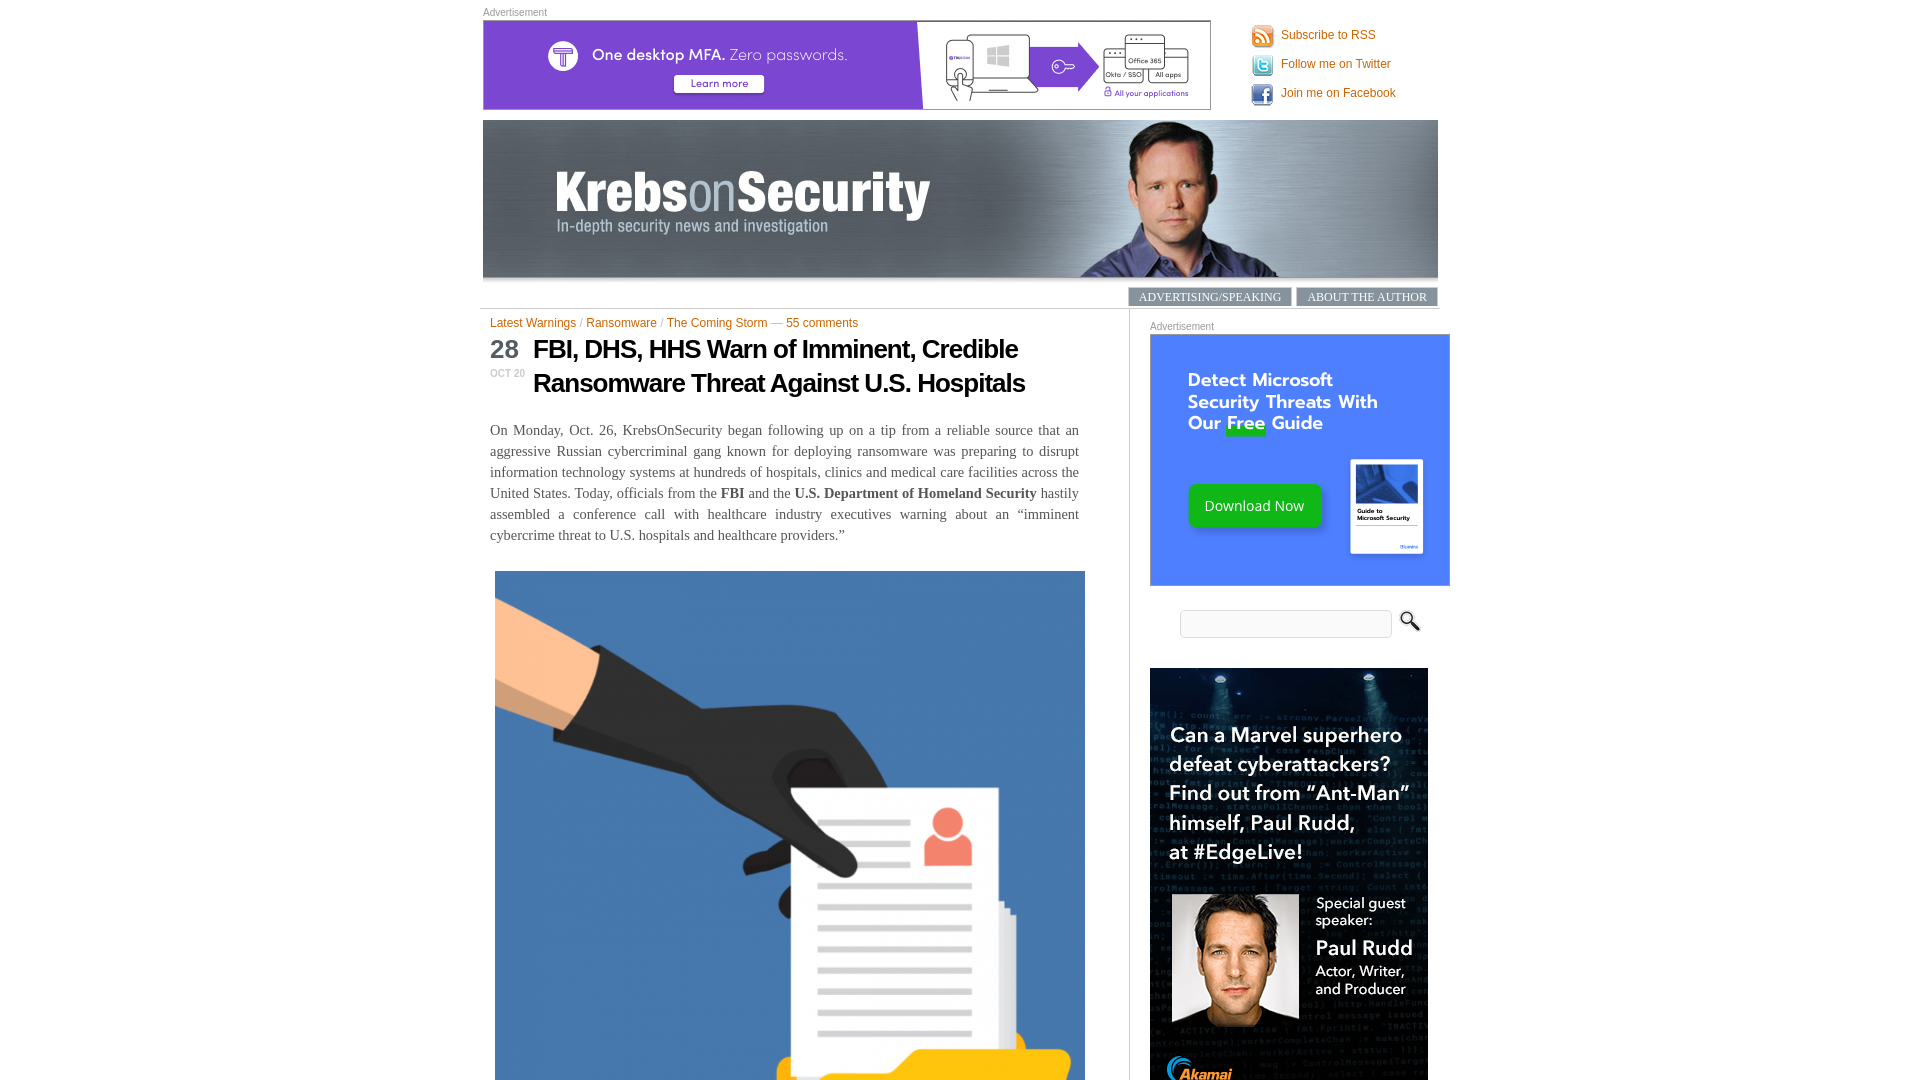 Advertisement
One desktop MFA. Zero passwords.
Learn more
Office 365
Okta / SSO
All apps
All your applications
Subscribe to RSS
Follow me on Twitter
Join me on Facebook
KrebsonSecurity
In-depth security news and investigation
ADVERTISING/SPEAKING
ABOUT THE AUTHOR
Latest Warnings / Ransomware / The Coming Storm — 55 comments
28
OCT 20
FBI, DHS, HHS Warn of Imminent, Credible
Ransomware Threat Against U.S. Hospitals
On Monday, Oct. 26, KrebsOnSecurity began following up on a tip from a reliable source that an
aggressive Russian cybercriminal gang known for deploying ransomware was preparing to disrupt
information technology systems at hundreds of hospitals, clinics and medical care facilities across the
United States. Today, officials from the FBI and the U.S. Department of Homeland Security hastily
assembled a conference call with healthcare industry executives warning about an “imminent
cybercrime threat to U.S. hospitals and healthcare providers.”
Advertisement
Detect Microsoft
Security Threats With
Our Free Guide
Download Now
Guide to
Microsoft Security
Can a Marvel superhero
defeat cyberattackers?
Find out from “Ant-Man”
himself, Paul Rudd,
at #EdgeLive!
Special guest
speaker:
Paul Rudd
Actor, Writer,
and Producer
Akamai